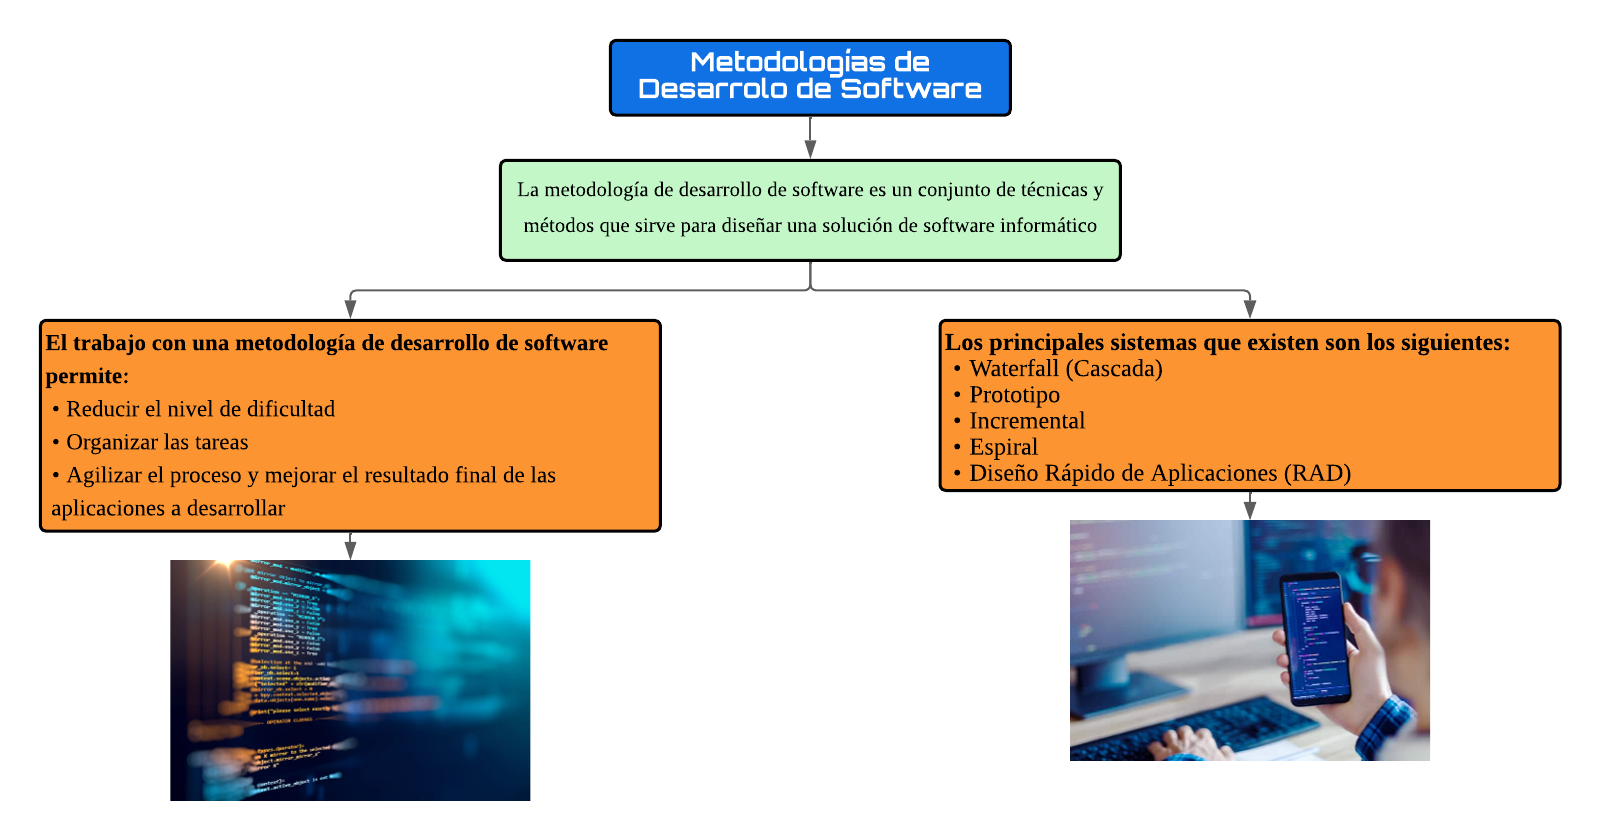 Metodologías de
Desarrolo de Software
La metodología de desarrollo de software es un conjunto de técnicas y
métodos que sirve para diseñar una solución de software informático
El trabajo con una metodología de desarrollo de software
permite:
• Reducir el nivel de dificultad
• Organizar las tareas
• Agilizar el proceso y mejorar el resultado final de las
aplicaciones a desarrollar
Los principales sistemas que existen son los siguientes:
• Waterfall (Cascada)
• Prototipo
• Incremental
• Espiral
• Diseño Rápido de Aplicaciones (RAD)